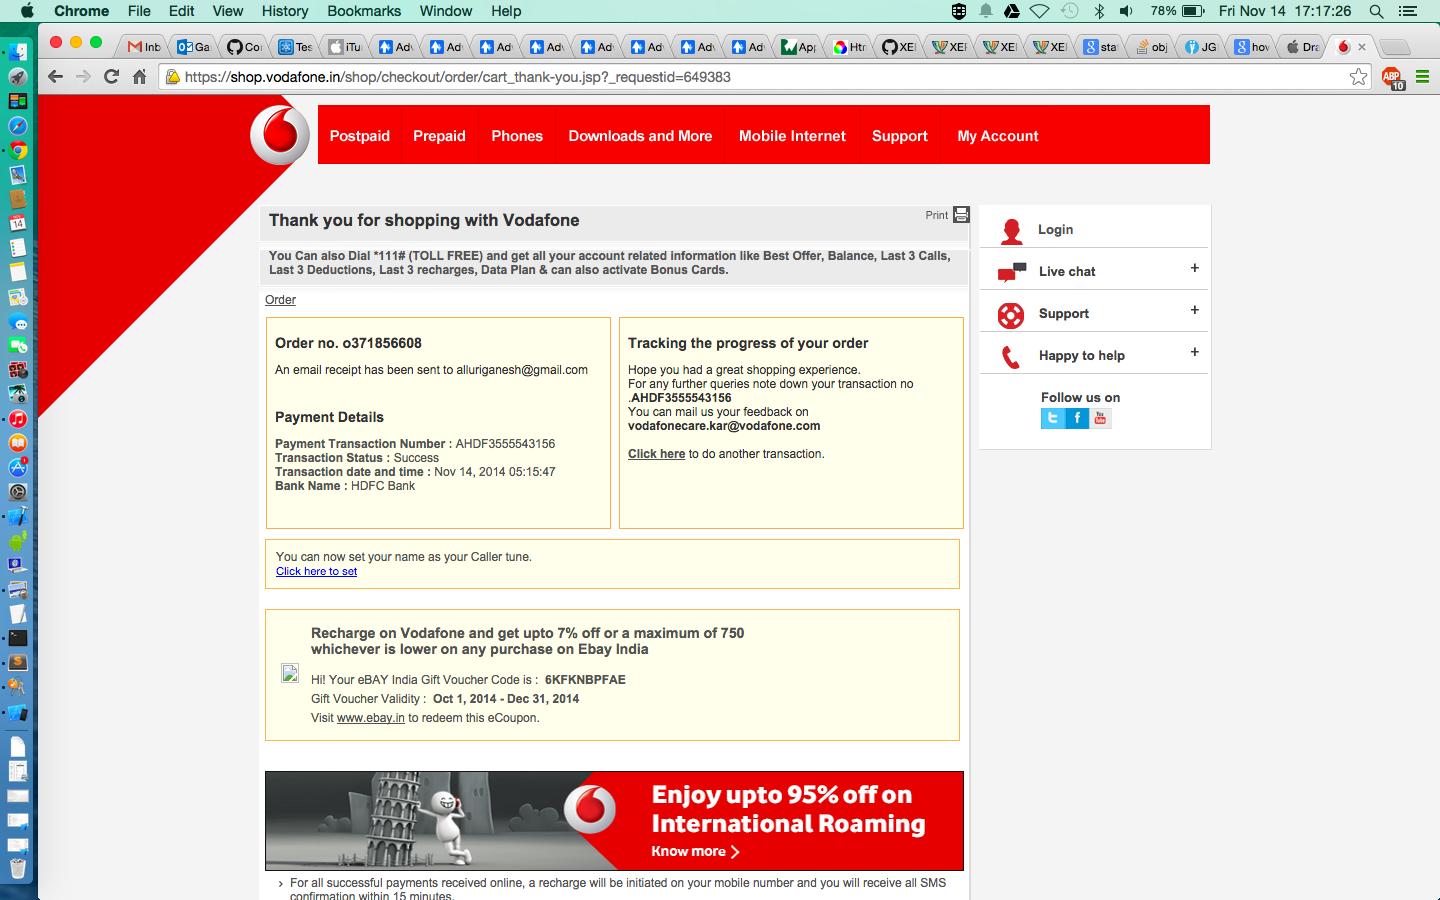 Chrome File Edit View History Bookmarks Window Help 78% Fri Nov 14 17:17:26
Inb Ga Co Tes iTu Adv Adv Adv Adv Adv Adv Adv Adv App Htm XEI XEI XEI XEI sta obj JG hov Dra
https://shop.vodafone.in/shop/checkout/order/cart_thank-you.jsp?_requestid=649383
ABP
10
Postpaid Prepaid Phones Downloads and More Mobile Internet Support My Account
Thank you for shopping with Vodafone
Print
You Can also Dial *111# (TOLL FREE) and get all your account related information like Best Offer, Balance, Last 3 Calls,
Last 3 Deductions, Last 3 recharges, Data Plan & can also activate Bonus Cards.
Order
Order no. o371856608
An email receipt has been sent to alluriganesh@gmail.com
Payment Details
Payment Transaction Number : AHDF3555543156
Transaction Status : Success
Transaction date and time : Nov 14, 2014 05:15:47
Bank Name : HDFC Bank
Tracking the progress of your order
Hope you had a great shopping experience.
For any further queries note down your transaction no
.AHDF3555543156
You can mail us your feedback on
vodafonecare.kar@vodafone.com
Click here to do another transaction.
You can now set your name as your Caller tune.
Click here to set
Recharge on Vodafone and get upto 7% off or a maximum of 750
whichever is lower on any purchase on Ebay India
Hi! Your eBAY India Gift Voucher Code is : 6KFKNBPFAE
Gift Voucher Validity : Oct 1, 2014 - Dec 31, 2014
Visit www.ebay.in to redeem this eCoupon.
Enjoy upto 95% off on
International Roaming
Know more
› For all successful payments received online, a recharge will be initiated on your mobile number and you will receive all SMS
confirmation within 15 minutes.
Login
Live chat +
Support +
Happy to help +
Follow us on
You Tube